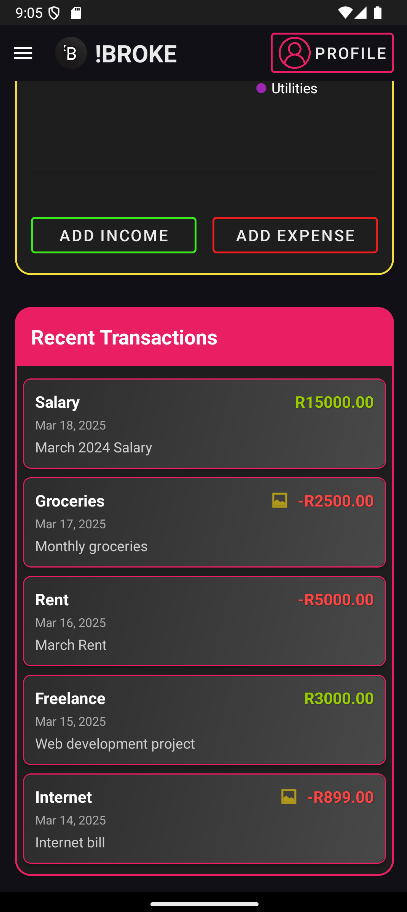 9:05
!B
!BROKE
PROFILE
Utilities
ADD INCOME
ADD EXPENSE
Recent Transactions
Salary
R15000.00
Mar 18, 2025
March 2024 Salary
Groceries
-R2500.00
Mar 17, 2025
Monthly groceries
Rent
-R5000.00
Mar 16, 2025
March Rent
Freelance
R3000.00
Mar 15, 2025
Web development project
Internet
-R899.00
Mar 14, 2025
Internet bill